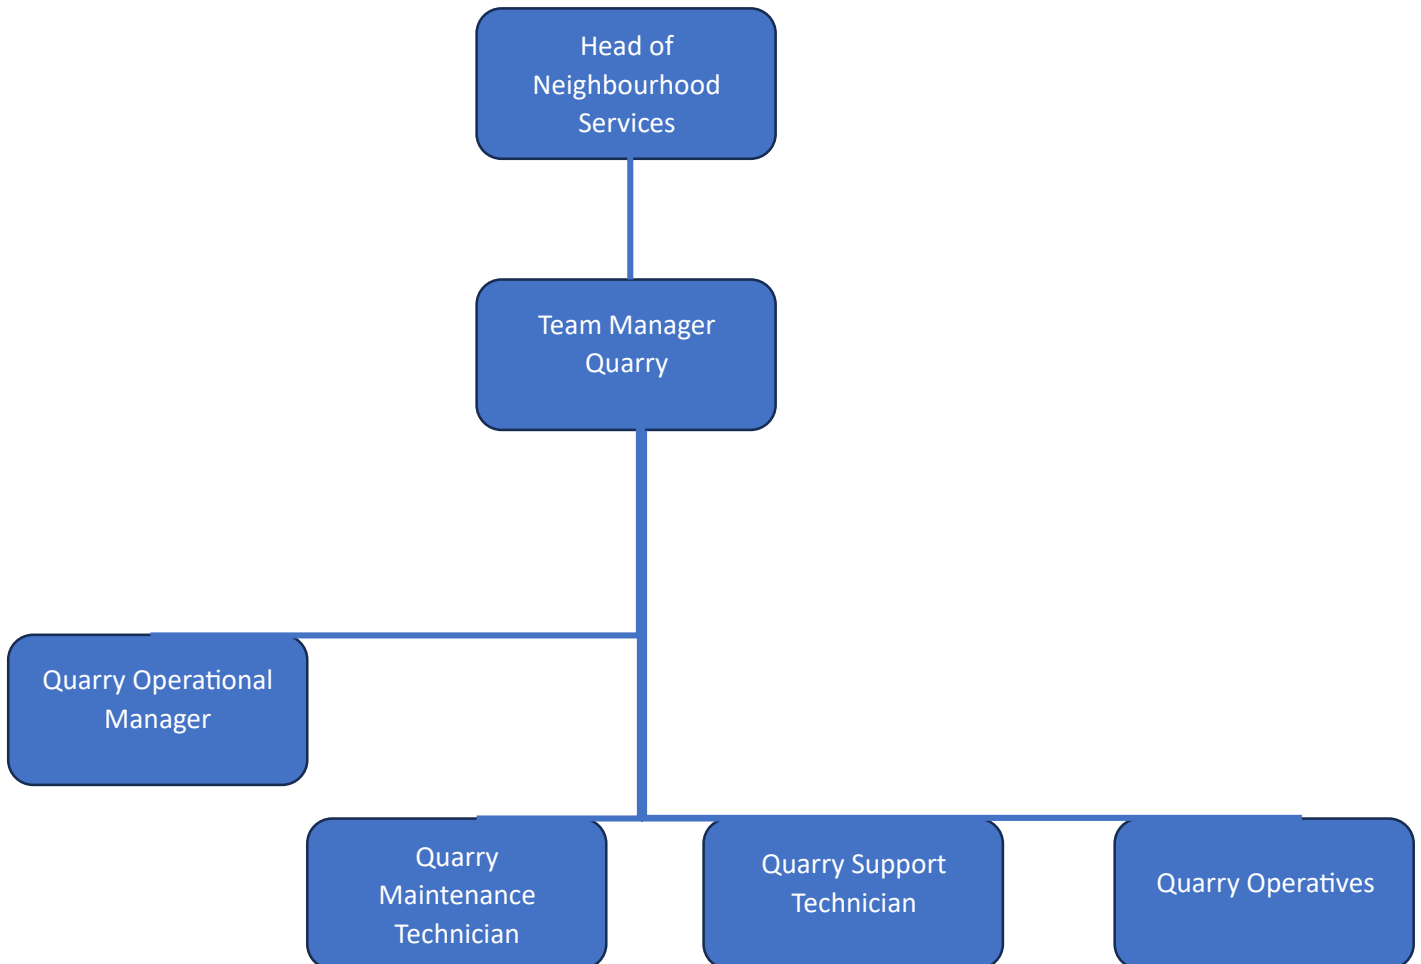 Head of
Neighbourhood
Services
Team Manager
Quarry
Quarry Operational
Manager
Quarry
Maintenance
Technician
Quarry Support
Technician
Quarry Operatives